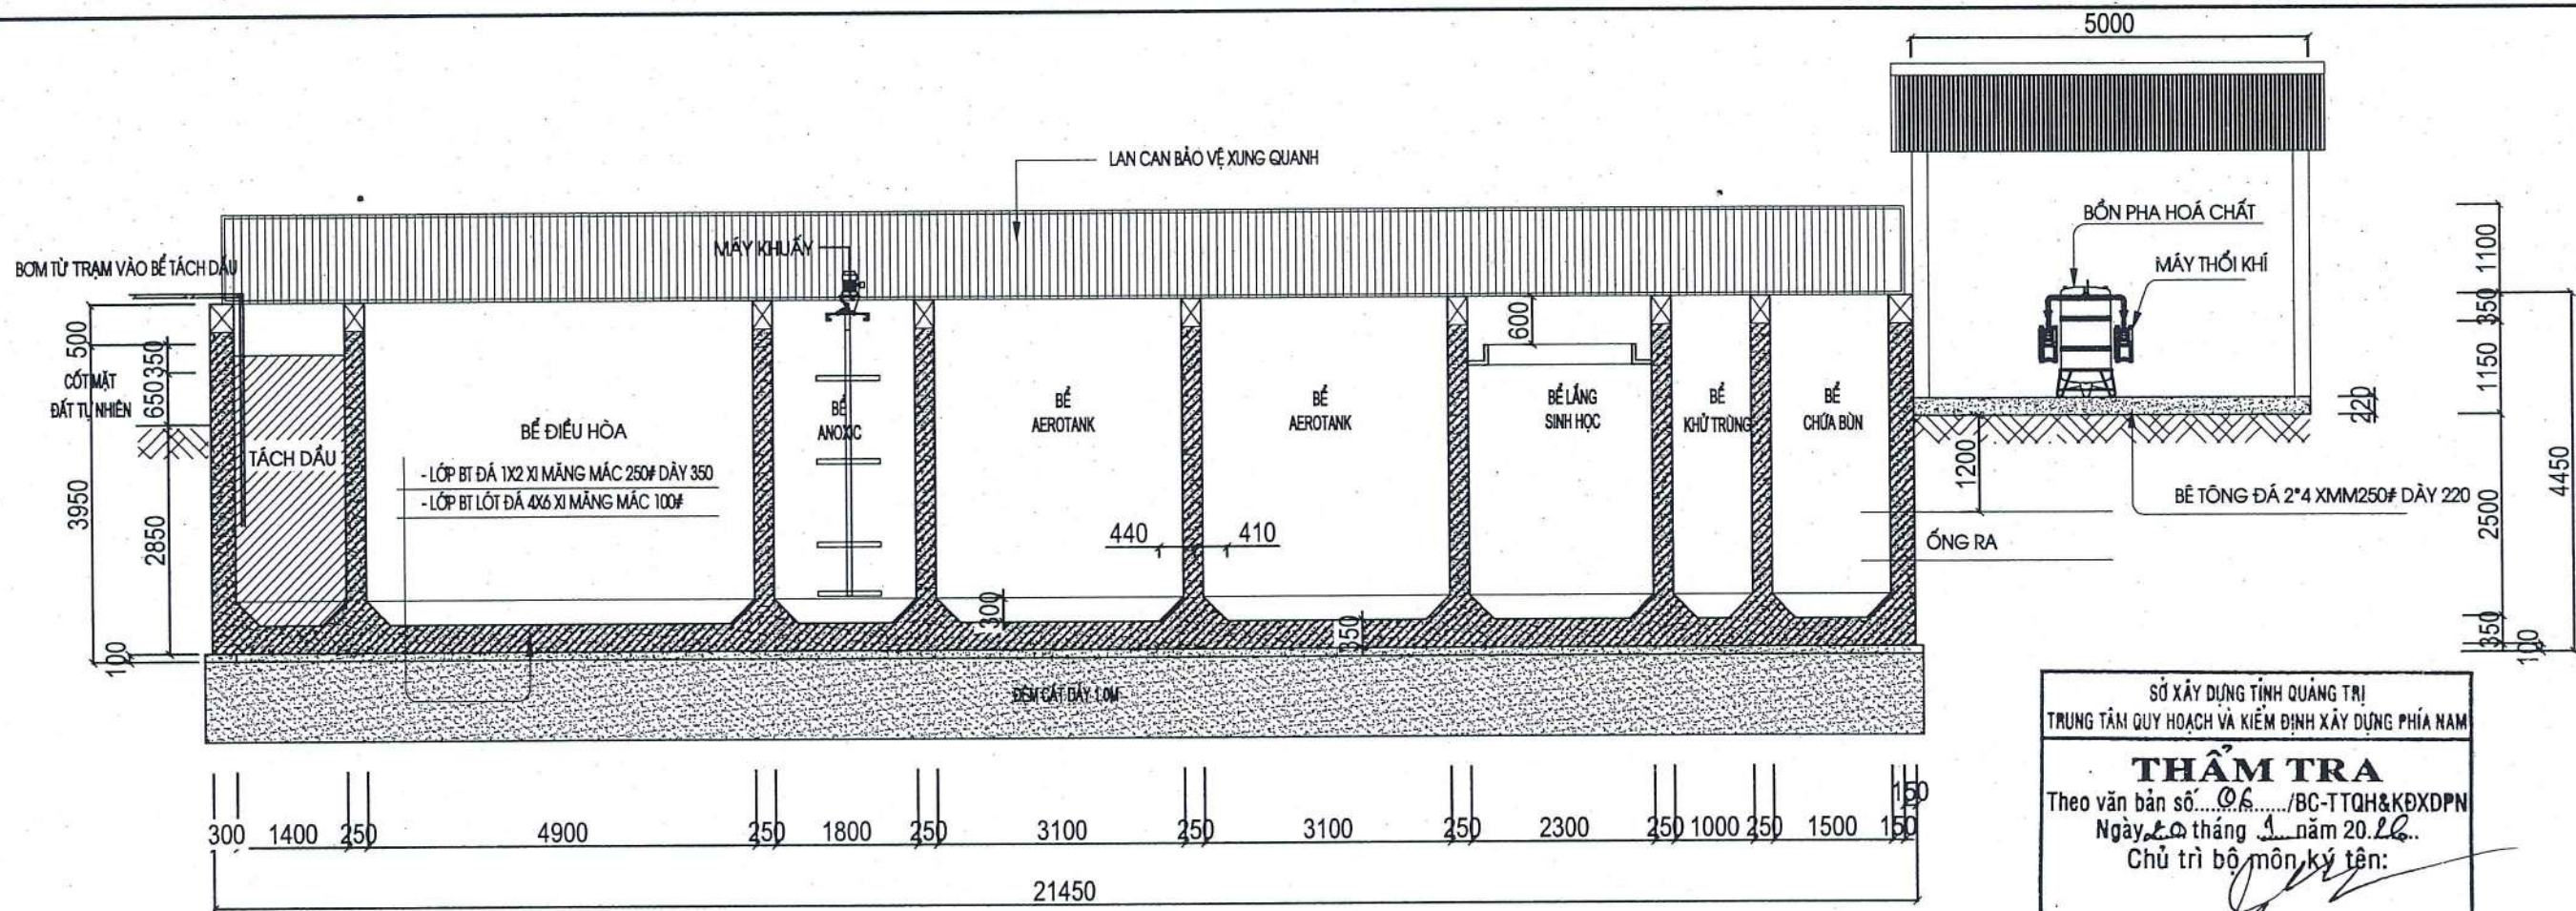 5000
LAN CAN BẢO VỆ XUNG QUANH
BƠM TỪ TRẠM VÀO BỂ TÁCH DẦU
MÁY KHUẤY
BỒN PHA HOÁ CHẤT
MÁY THỔI KHÍ
500
350
650
3950
2850
100
CỐT MẶT
ĐẤT TỰ NHIÊN
TÁCH DẦU
BỂ ĐIỀU HÒA
- LỚP BT ĐÁ 1X2 XI MĂNG MÁC 250# DÀY 350
- LỚP BT LÓT ĐÁ 4X6 XI MĂNG MÁC 100#
BỂ
ANOXIC
BỂ
AEROTANK
BỂ
AEROTANK
600
BỂ LẮNG
SINH HỌC
BỂ
KHỬ TRÙNG
BỂ
CHỨA BÙN
440
410
300
350
1200
ỐNG RA
BÊ TÔNG ĐÁ 2*4 XMM250# DÀY 220
220
1100
350
1150
2500
350
100
4450
ĐỆM CÁT DÀY 1.0M
300 1400 250 4900 250 1800 250 3100 250 3100 250 2300 250 1000 250 1500 150 150
21450
SỞ XÂY DỰNG TỈNH QUẢNG TRỊ
TRUNG TÂM QUY HOẠCH VÀ KIỂM ĐỊNH XÂY DỰNG PHÍA NAM
THẨM TRA
Theo văn bản số 06 /BC-TTQH&KĐXDPN
Ngày 20 tháng 1 năm 2026
Chủ trì bộ môn ký tên: